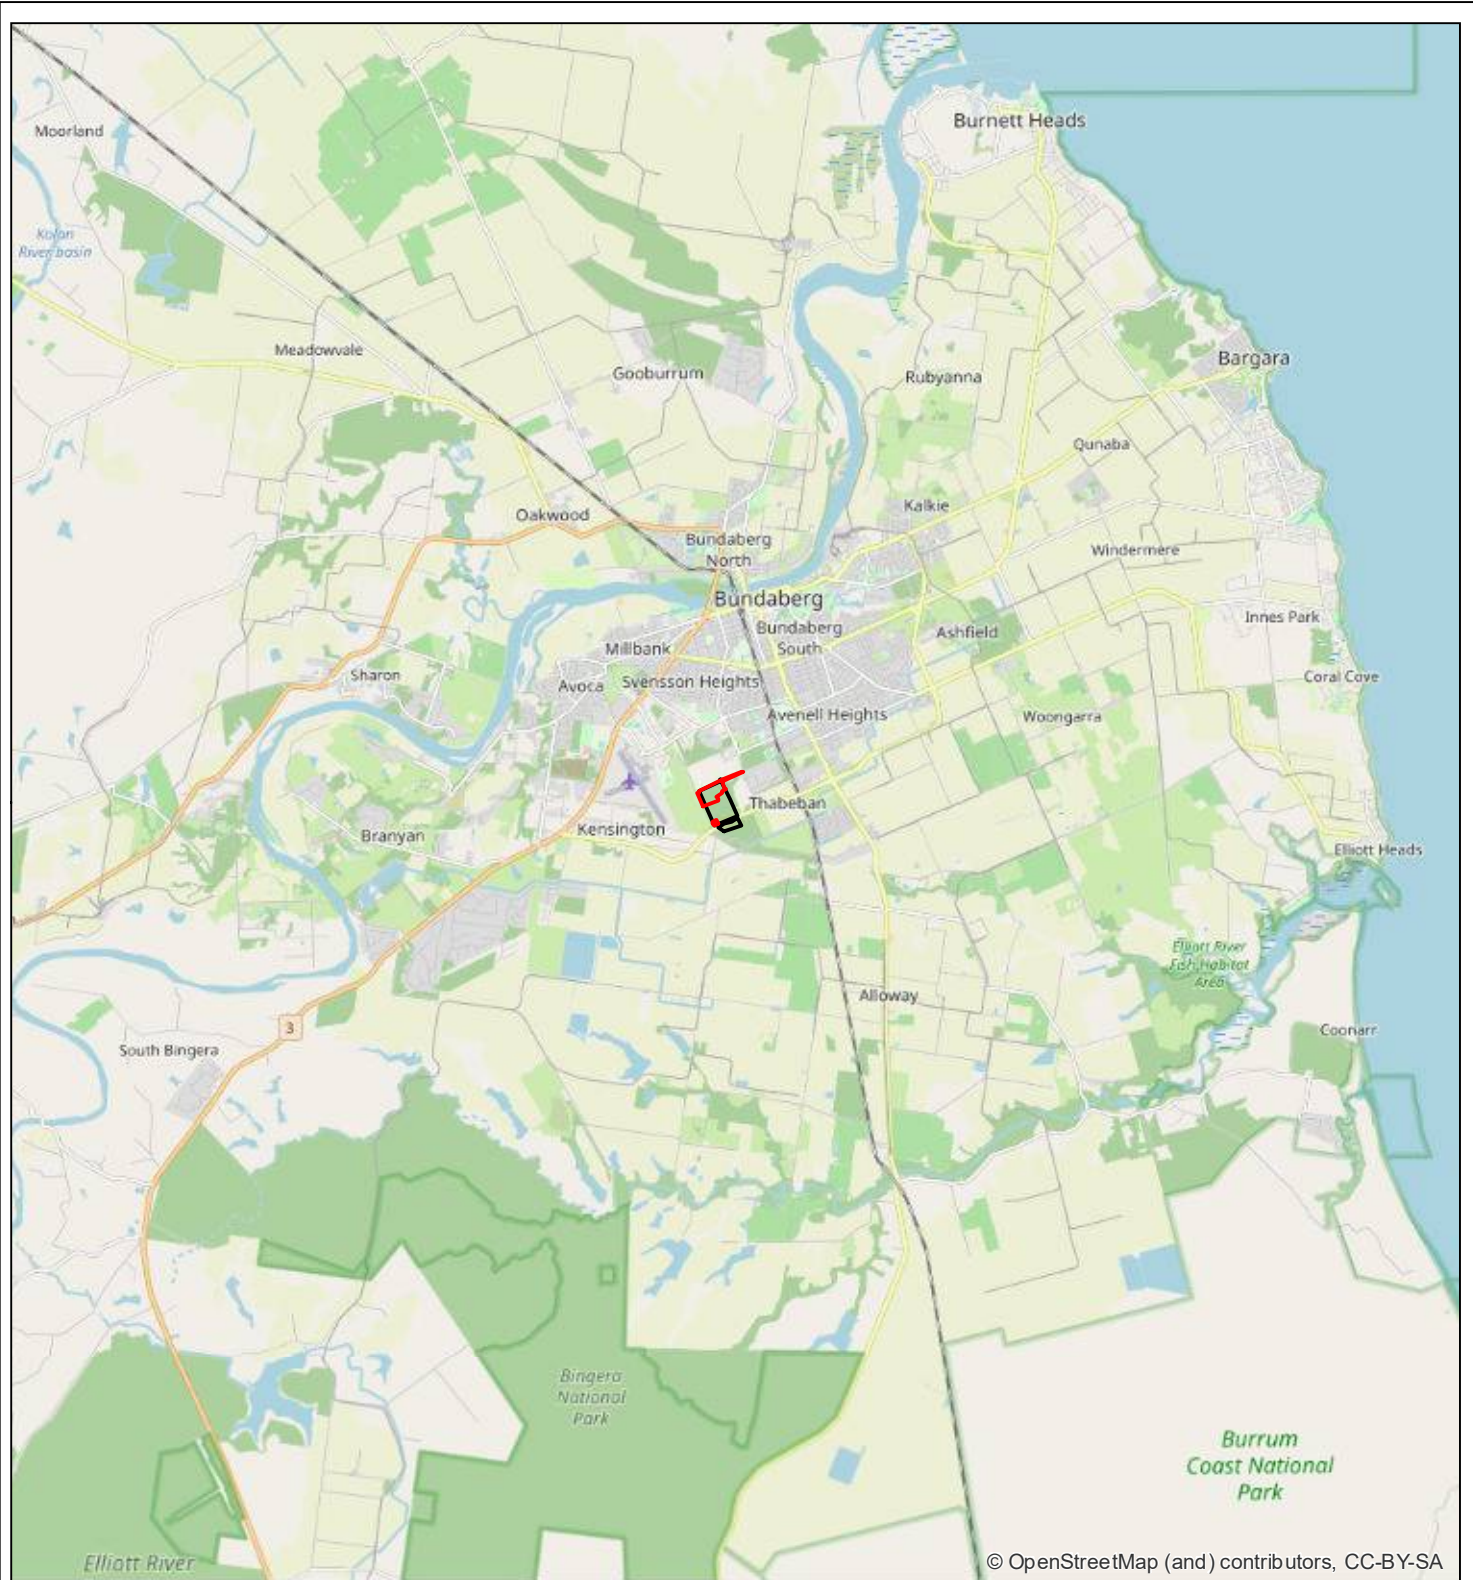 Burnett Heads
Moorland
Kolan
River basin
Meadowvale
Gooburrum
Rubyanna
Bargara
Qunaba
Oakwood
Kalkie
Bundaberg
North
Windermere
Bundaberg
Bundaberg
South
Innes Park
Ashfield
Millbank
Sharon
Svensson Heights
Avoca
Coral Cove
Avenell Heights
Woongarra
Thabeban
Kensington
Branyan
Elliott Heads
Elliott River
Fish Habitat
Area
Alloway
3
Coonarr
South Bingera
Bingera
National
Park
Burrum
Coast National
Park
Elliott River
© OpenStreetMap (and) contributors, CC-BY-SA